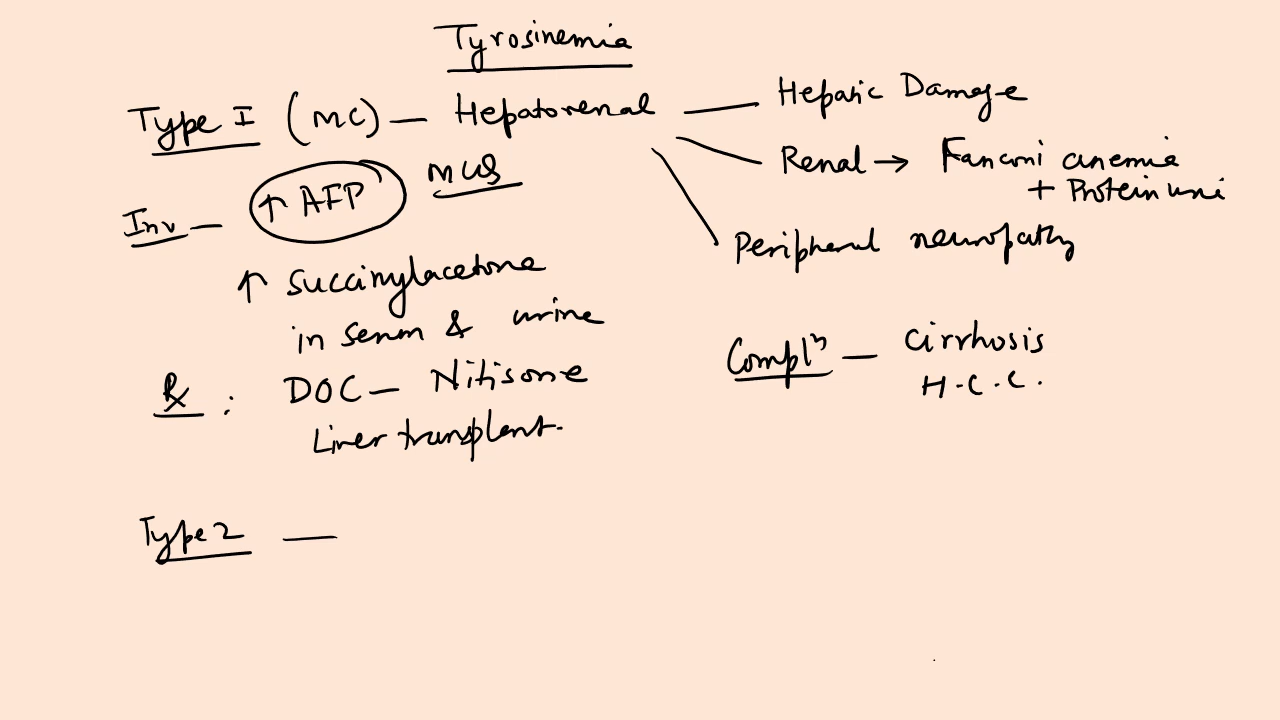 Tyrosinemia
Type I (MC) — Hepatorenal — Hepatic Damage
Renal → Fanconi anemia
+ Proteinuri
Peripheral neuropathy
Inv — ↑ AFP MCQ
↑ Succinylacetone
in serum & urine
Rx : DOC — Nitisone
Liver transplant.
Compl^n — Cirrhosis
H.C.C.
Type 2 —